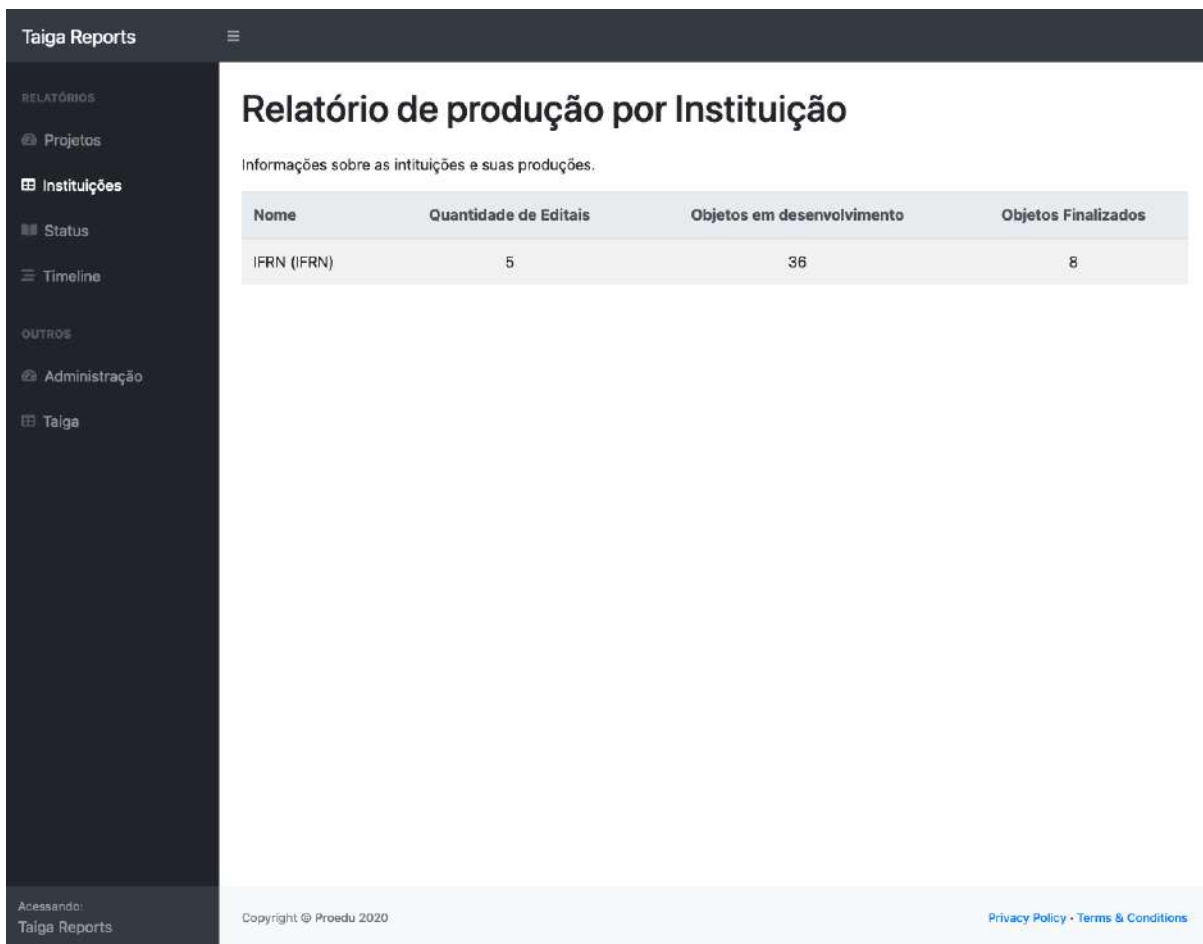 Taiga Reports
RELATÓRIOS
Projetos
Instituições
Status
Timeline
OUTROS
Administração
Taiga
Relatório de produção por Instituição
Informações sobre as intituições e suas produções.
Nome Quantidade de Editais Objetos em desenvolvimento Objetos Finalizados
IFRN (IFRN) 5 36 8
Acessando:
Taiga Reports
Copyright © Proedu 2020
Privacy Policy · Terms & Conditions